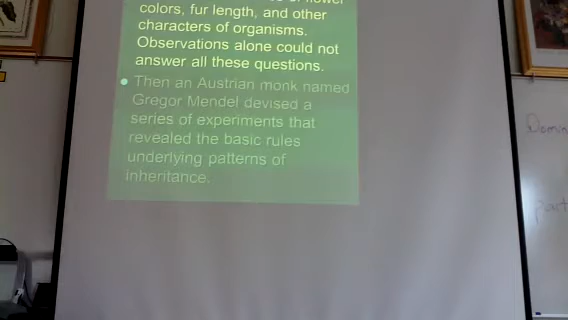 colors, fur length, and other
characters of organisms.
Observations alone could not
answer all these questions.
Then an Austrian monk named
Gregor Mendel devised a
series of experiments that
revealed the basic rules
underlying patterns of
inheritance.